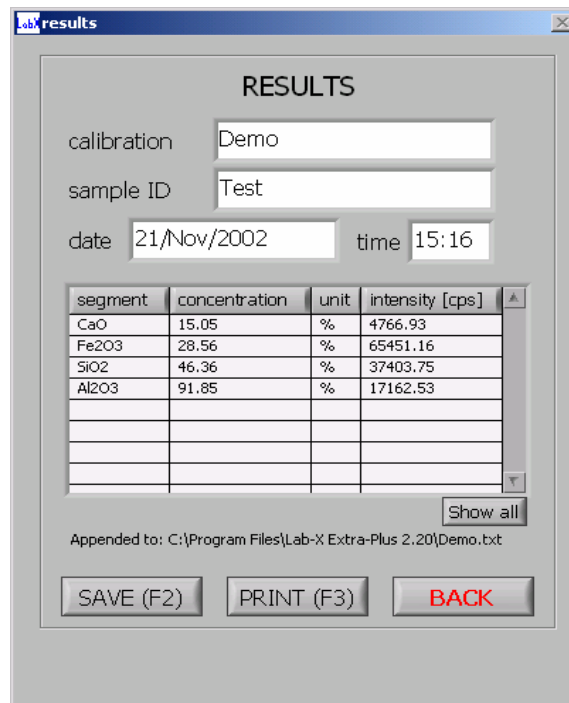 LabX results
RESULTS
calibration Demo
sample ID Test
date 21/Nov/2002 time 15:16
segment concentration unit intensity [cps]
CaO 15.05 % 4766.93
Fe2O3 28.56 % 65451.16
SiO2 46.36 % 37403.75
Al2O3 91.85 % 17162.53
Show all
Appended to: C:\Program Files\Lab-X Extra-Plus 2.20\Demo.txt
SAVE (F2) PRINT (F3) BACK